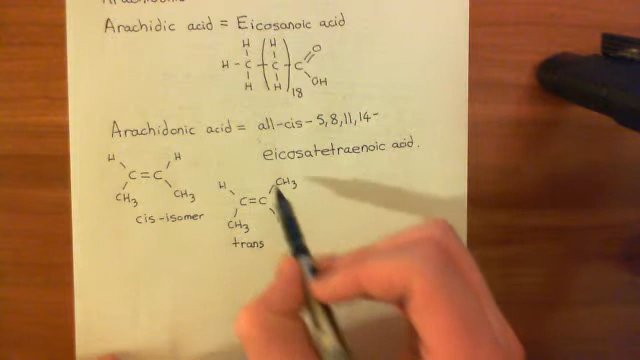 Arachidic acid = Eicosanoic acid
H H O
H - C - C - C
H H OH
18
Arachidonic acid = all-cis-5,8,11,14-
eicosatetraenoic acid.
H H
C = C
CH3 CH3
cis-isomer
H CH3
C = C
CH3
trans